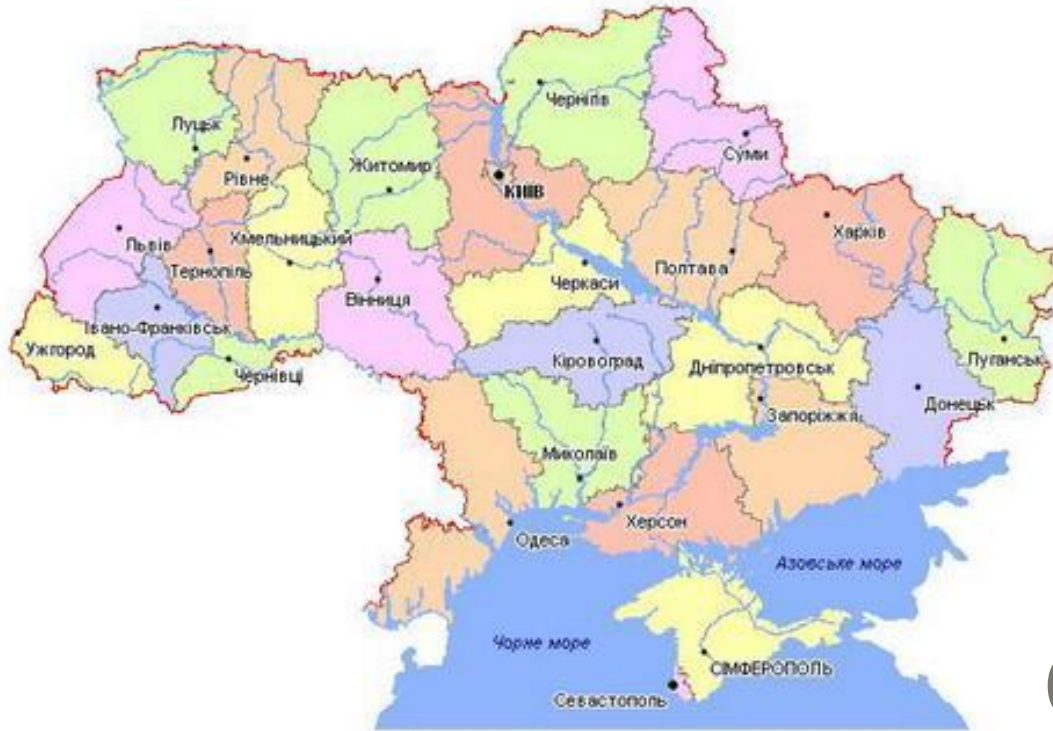 Чернігів
Луцьк
Суми
Житомир
Рівне
КИЇВ
Харків
Львів
Хмельницький
Тернопіль
Черкаси
Полтава
Вінниця
Івано-Франківськ
Ужгород
Кіровоград
Луганськ
Чернівці
Дніпропетровськ
Донецьк
Запоріжжя
Миколаїв
Херсон
Одеса
Азовське море
Чорне море
СІМФЕРОПОЛЬ
Севастополь